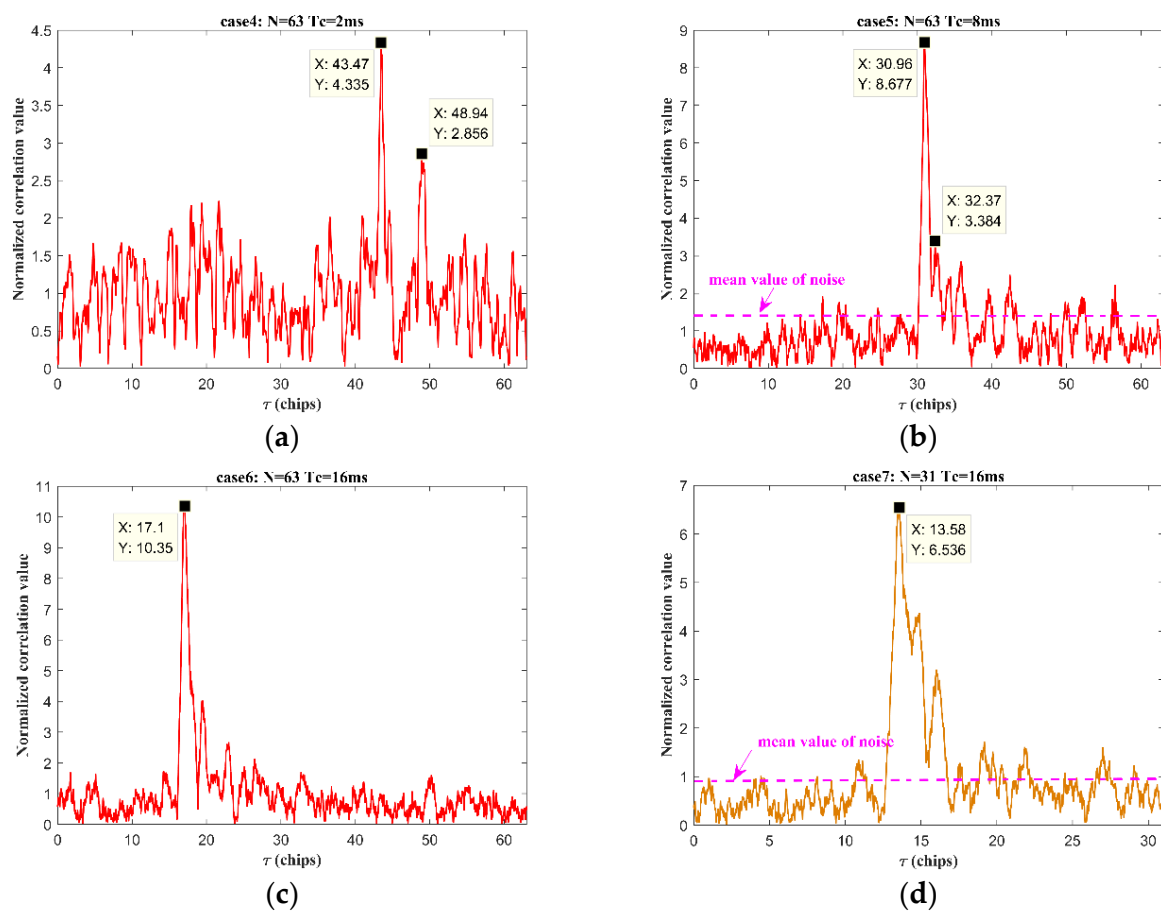 case4: N=63 Tc=2ms
4.5
4
3.5
3
2.5
2
1.5
1
0.5
0
Normalized correlation value
X: 43.47
Y: 4.335
X: 48.94
Y: 2.856
0 10 20 30 40 50 60
τ (chips)
(a)
case5: N=63 Tc=8ms
9
8
7
6
5
4
3
2
1
0
Normalized correlation value
X: 30.96
Y: 8.677
X: 32.37
Y: 3.384
mean value of noise
0 10 20 30 40 50 60
τ (chips)
(b)
case6: N=63 Tc=16ms
11
10
9
8
7
6
5
4
3
2
1
0
Normalized correlation value
X: 17.1
Y: 10.35
0 10 20 30 40 50 60
τ (chips)
(c)
case7: N=31 Tc=16ms
7
6
5
4
3
2
1
0
Normalized correlation value
X: 13.58
Y: 6.536
mean value of noise
0 5 10 15 20 25 30
τ (chips)
(d)